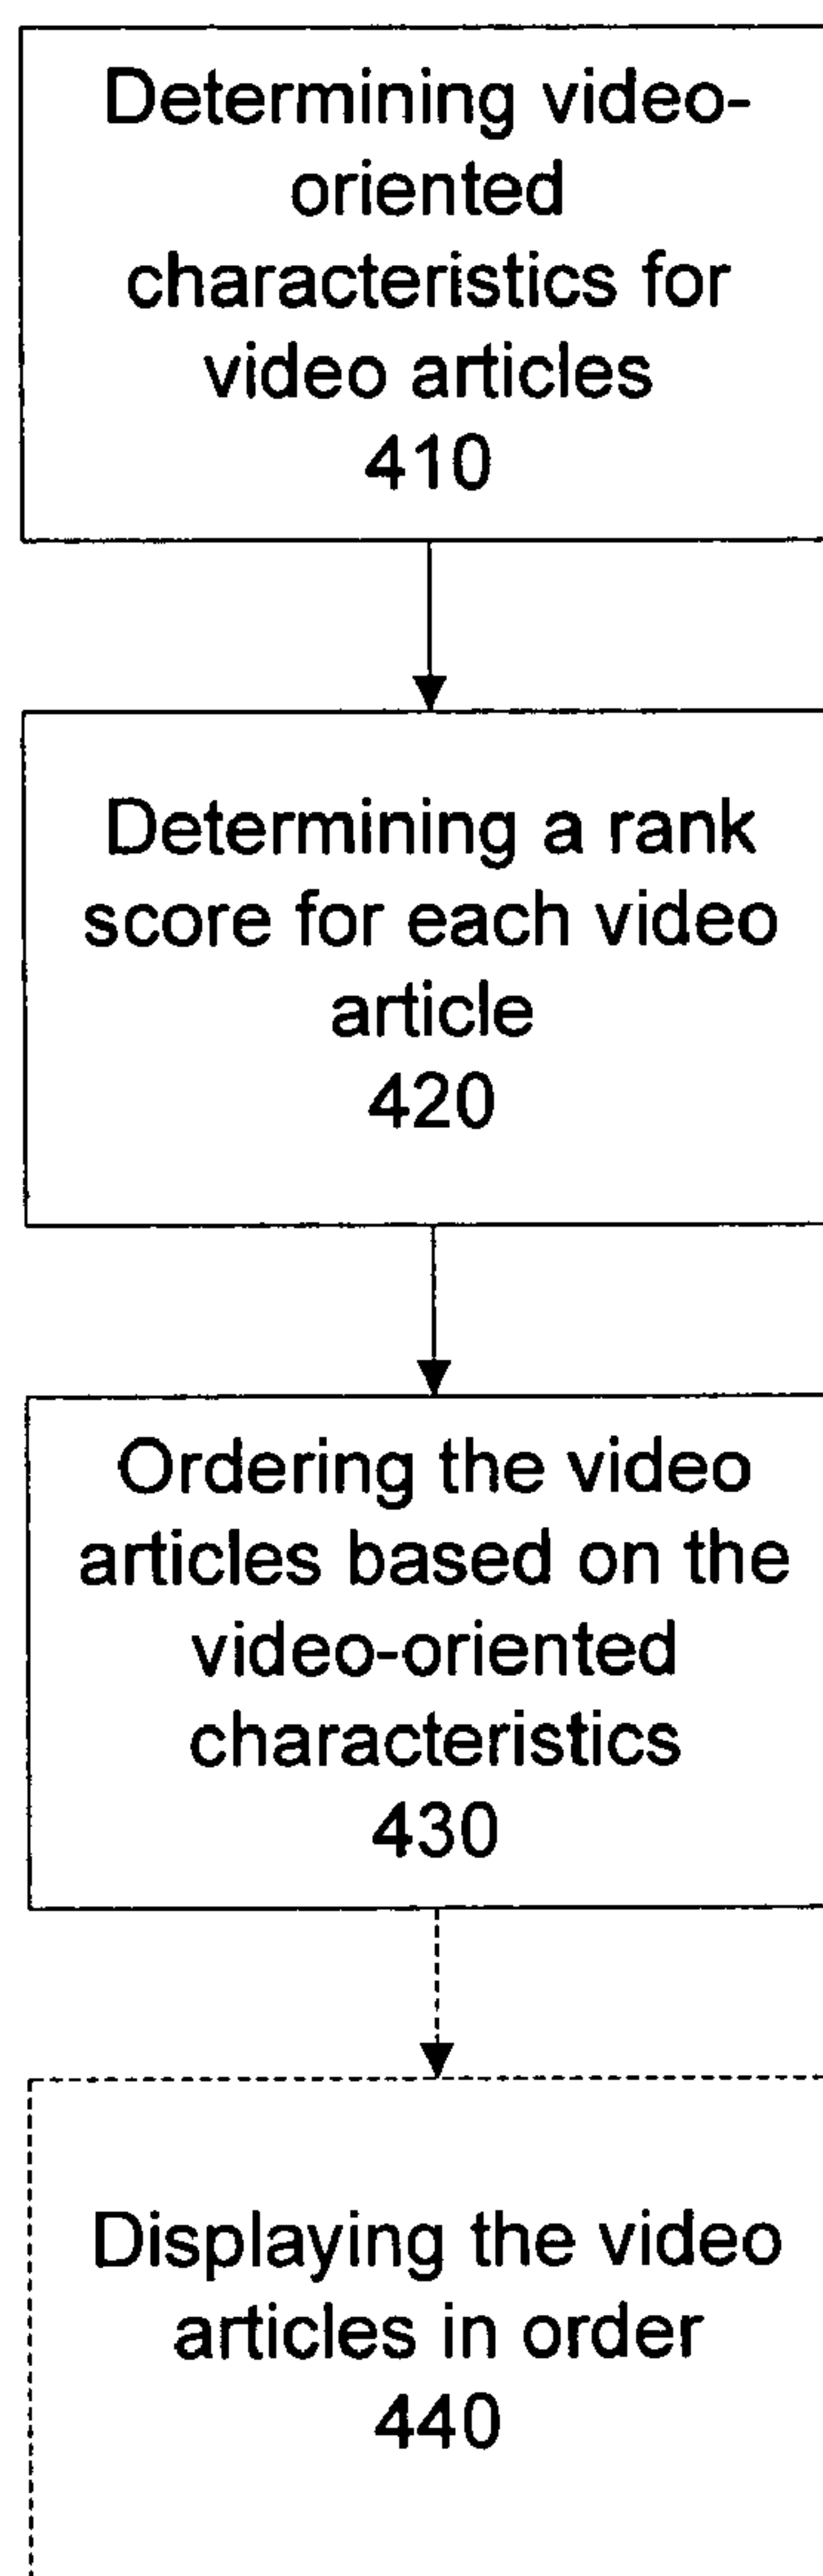 Determining video-
oriented
characteristics for
video articles
410
Determining a rank
score for each video
article
420
Ordering the video
articles based on the
video-oriented
characteristics
430
Displaying the video
articles in order
440